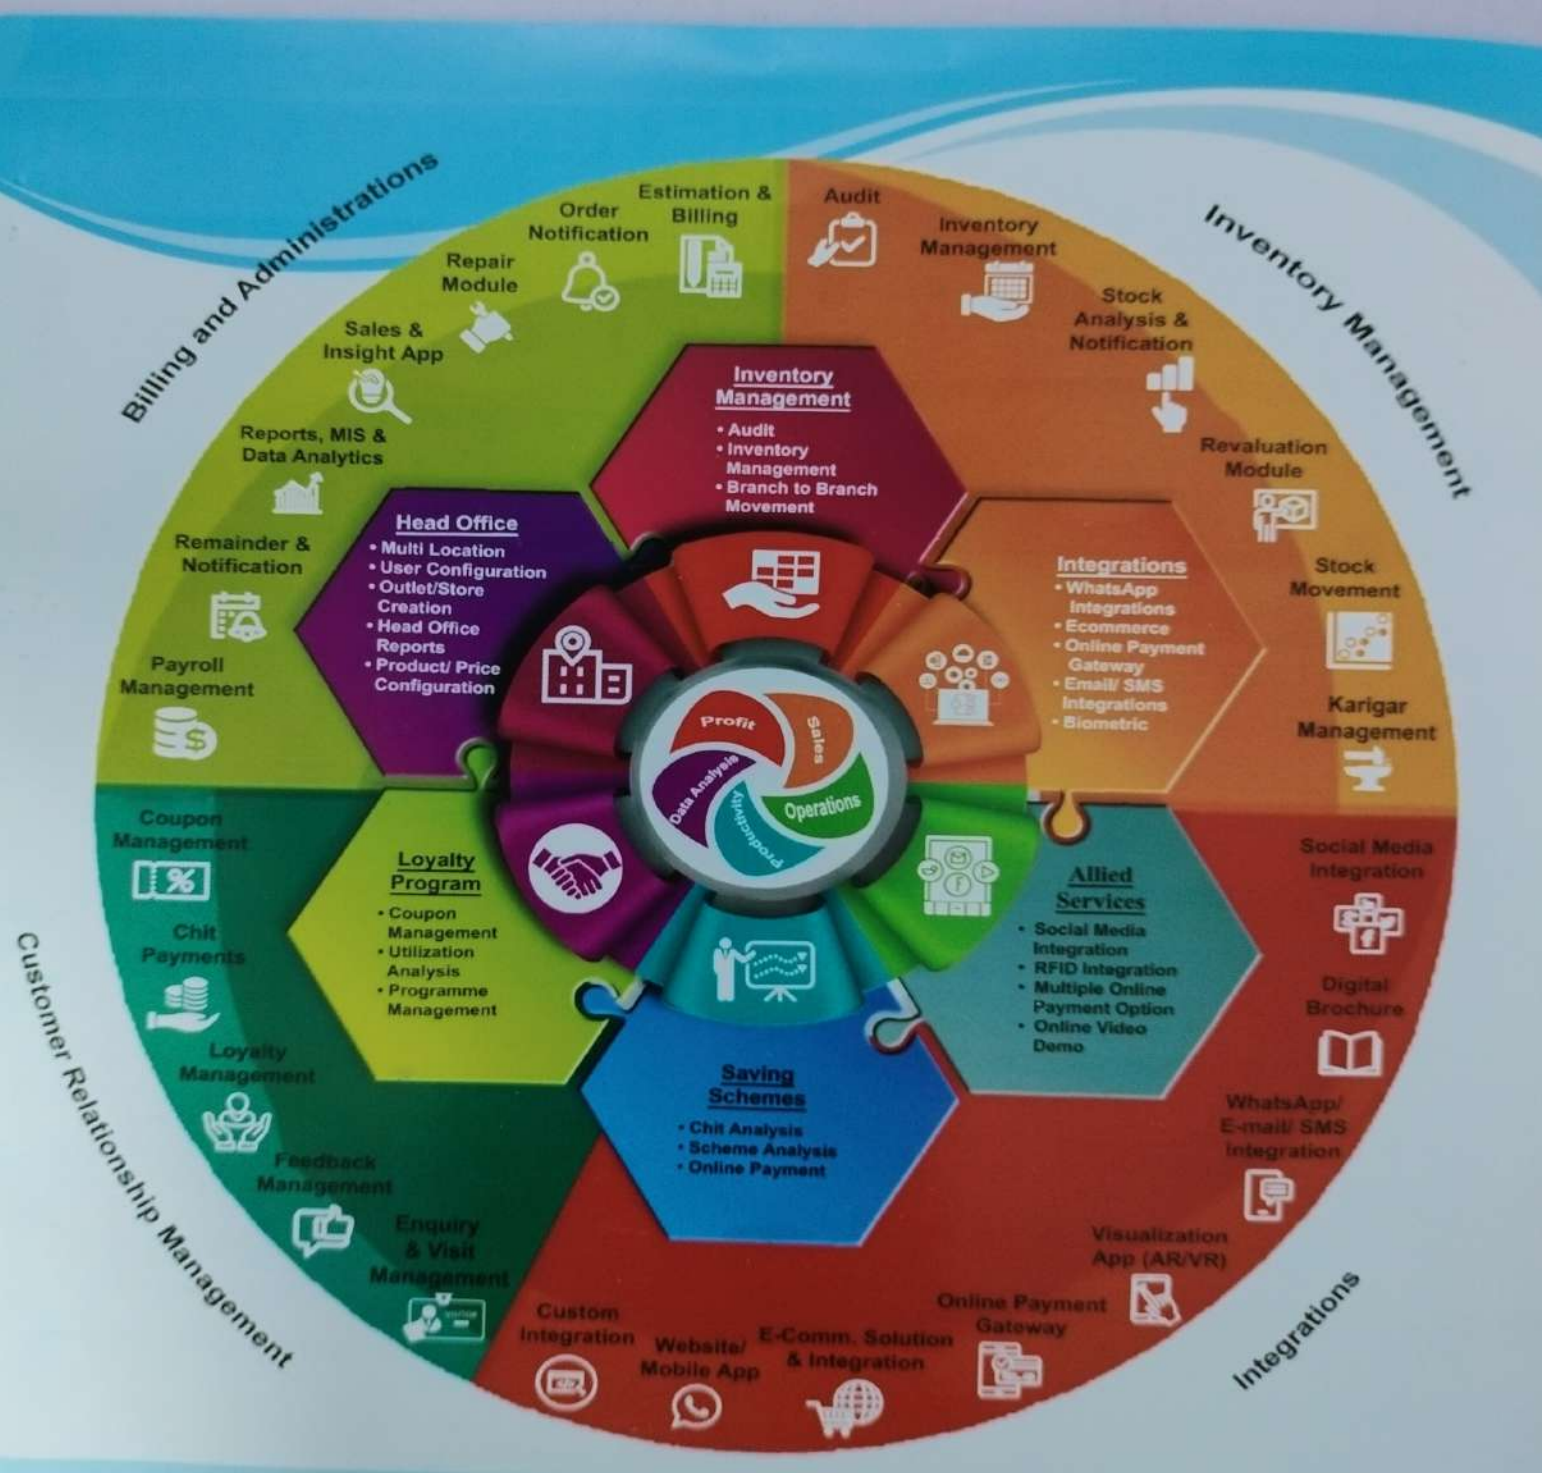 Billing and Administrations
Estimation &
Billing
Order
Notification
Repair
Module
Sales &
Insight App
Reports, MIS &
Data Analytics
Remainder &
Notification
Payroll
Management
Inventory Management
Audit
Inventory
Management
Stock
Analysis &
Notification
Revaluation
Module
Stock
Movement
Karigar
Management
Inventory
Management
• Audit
• Inventory
Management
• Branch to Branch
Movement
Head Office
• Multi Location
• User Configuration
• Outlet/Store
Creation
• Head Office
Reports
• Product/ Price
Configuration
Integrations
• WhatsApp
Integrations
• Ecommerce
• Online Payment
Gateway
• Email/ SMS
Integrations
• Biometric
Profit
Sales
Operations
Productivity
Data Analysis
Loyalty
Program
• Coupon
Management
• Utilization
Analysis
• Programme
Management
Allied
Services
• Social Media
Integration
• RFID Integration
• Multiple Online
Payment Option
• Online Video
Demo
Saving
Schemes
• Chit Analysis
• Scheme Analysis
• Online Payment
Customer Relationship Management
Coupon
Management
%
Chit
Payments
Loyalty
Management
Feedback
Management
Enquiry
& Visit
Management
Integrations
Social Media
Integration
Digital
Brochure
WhatsApp/
E-mail/ SMS
Integration
Visualization
App (AR/VR)
Online Payment
Gateway
E-Comm. Solution
& Integration
Website/
Mobile App
Custom
Integration